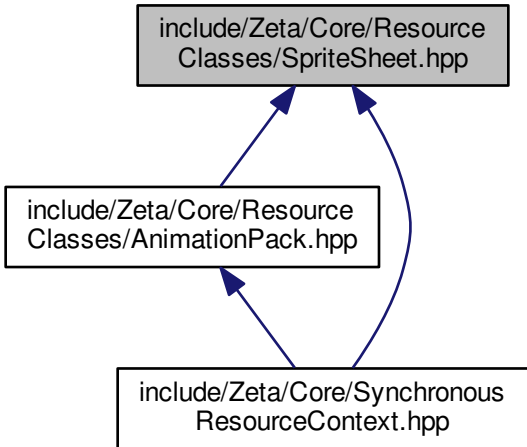 include/Zeta/Core/Resource
Classes/SpriteSheet.hpp
include/Zeta/Core/Resource
Classes/AnimationPack.hpp
include/Zeta/Core/Synchronous
ResourceContext.hpp